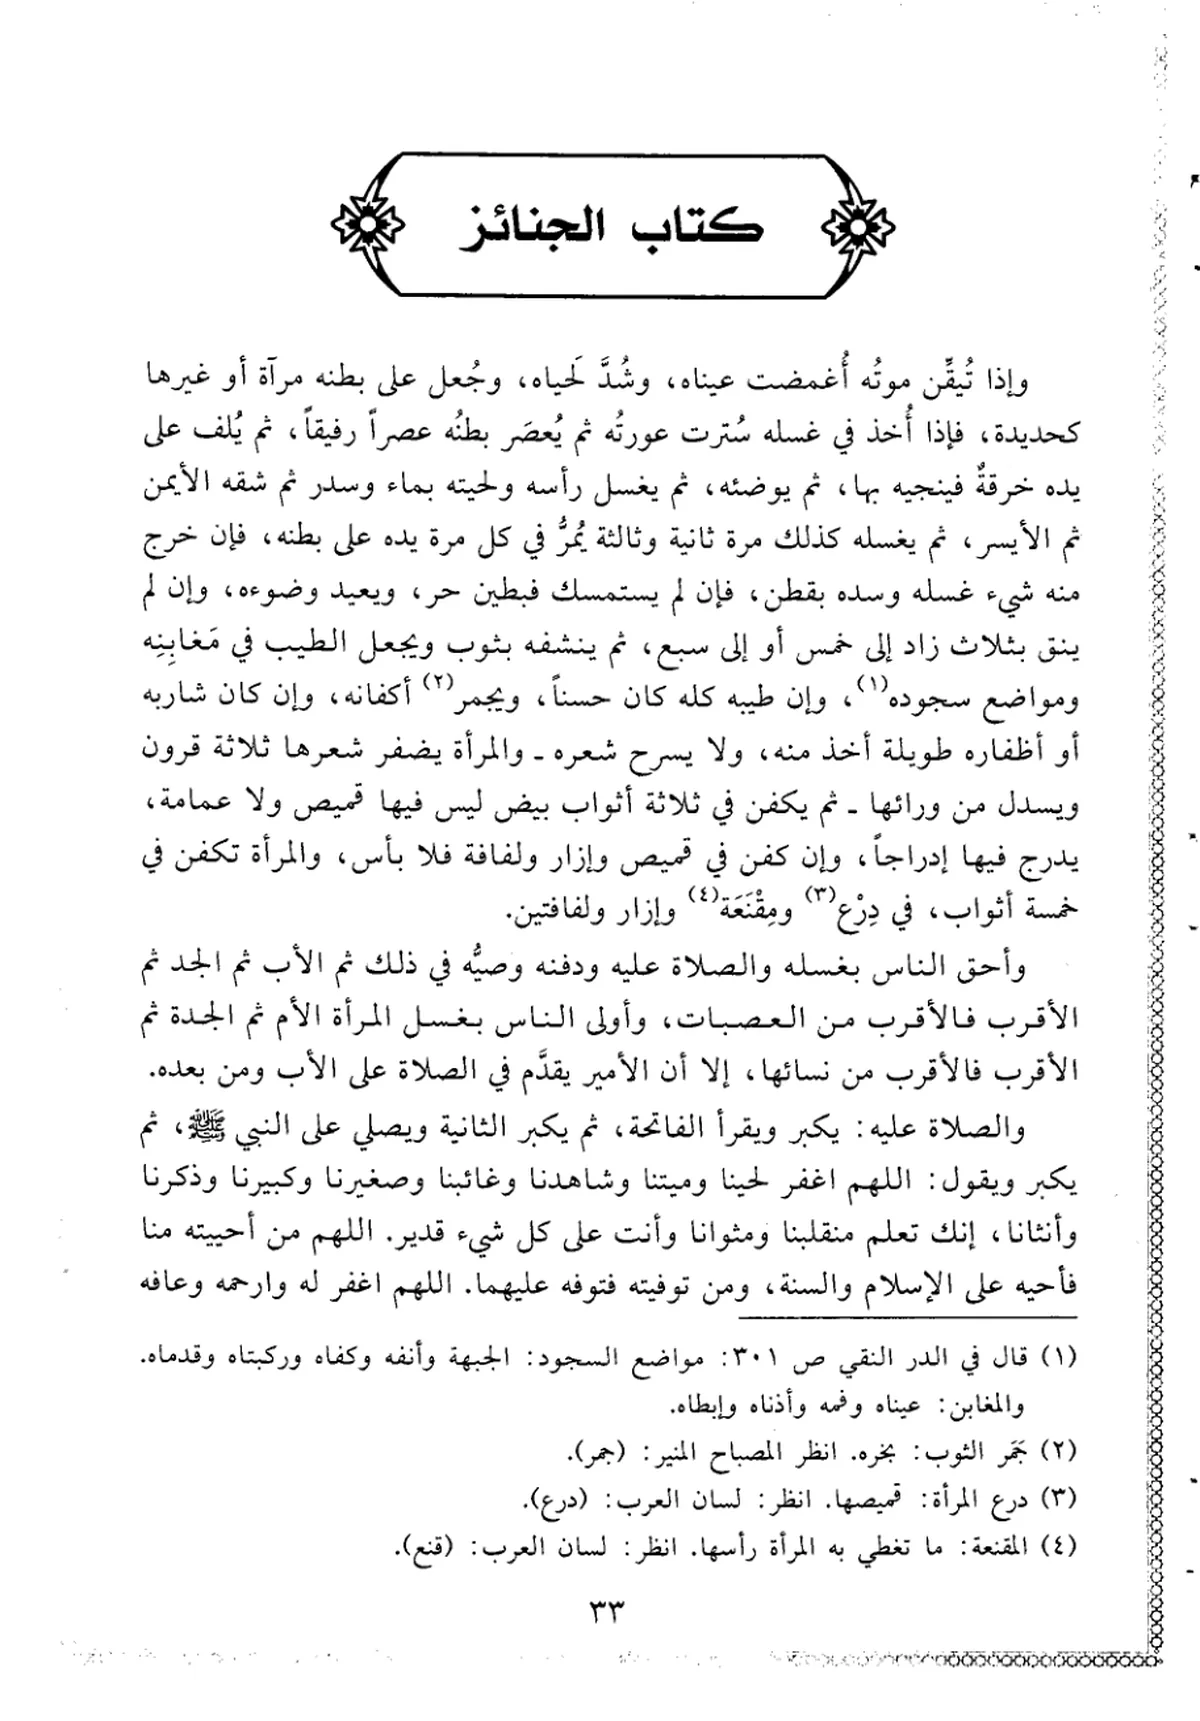 كتاب الجنائز
وإذا تُيقِّن موتُه أُغمضت عيناه، وشُدَّ لَحياه، وجُعل على بطنه مرآة أو غيرها
كحديدة، فإذا أُخذ في غسله سُترت عورتُه ثم يُعصَر بطنُه عصراً رفيقاً، ثم يُلف على
يده خرقةٌ فينجيه بها، ثم يوضئه، ثم يغسل رأسه ولحيته بماء وسدر ثم شقه الأيمن
ثم الأيسر، ثم يغسله كذلك مرة ثانية وثالثة يُمرُّ في كل مرة يده على بطنه، فإن خرج
منه شيء غسله وسده بقطن، فإن لم يستمسك فبطين حر، ويعيد وضوءه، وإن لم
ينق بثلاث زاد إلى خمس أو إلى سبع، ثم ينشفه بثوب ويجعل الطيب في مَغابِنِه
ومواضع سجوده(١)، وإن طيبه كله كان حسناً، ويجمر(٢) أكفانه، وإن كان شاربه
أو أظفاره طويلة أخذ منه، ولا يسرح شعره ـ والمرأة يضفر شعرها ثلاثة قرون
ويسدل من ورائها ـ ثم يكفن في ثلاثة أثواب بيض ليس فيها قميص ولا عمامة،
يدرج فيها إدراجاً، وإن كفن في قميص وإزار ولفافة فلا بأس، والمرأة تكفن في
خمسة أثواب، في دِرْع(٣) ومِقْنَعَة(٤) وإزار ولفافتين.
وأحق الناس بغسله والصلاة عليه ودفنه وصيُّه في ذلك ثم الأب ثم الجد ثم
الأقرب فالأقرب من العصبات، وأولى الناس بغسل المرأة الأم ثم الجدة ثم
الأقرب فالأقرب من نسائها، إلا أن الأمير يقدَّم في الصلاة على الأب ومن بعده.
والصلاة عليه: يكبر ويقرأ الفاتحة، ثم يكبر الثانية ويصلي على النبي ﷺ، ثم
يكبر ويقول: اللهم اغفر لحينا وميتنا وشاهدنا وغائبنا وصغيرنا وكبيرنا وذكرنا
وأنثانا، إنك تعلم منقلبنا ومثوانا وأنت على كل شيء قدير. اللهم من أحييته منا
فأحيه على الإسلام والسنة، ومن توفيته فتوفه عليهما. اللهم اغفر له وارحمه وعافه
(١) قال في الدر النقي ص ٣٠١: مواضع السجود: الجبهة وأنفه وكفاه وركبتاه وقدماه.
والمغابن: عيناه وفمه وأذناه وإبطاه.
(٢) جَمَر الثوب: بخره. انظر المصباح المنير: (جمر).
(٣) درع المرأة: قميصها. انظر: لسان العرب: (درع).
(٤) المقنعة: ما تغطي به المرأة رأسها. انظر: لسان العرب: (قنع).
٣٣